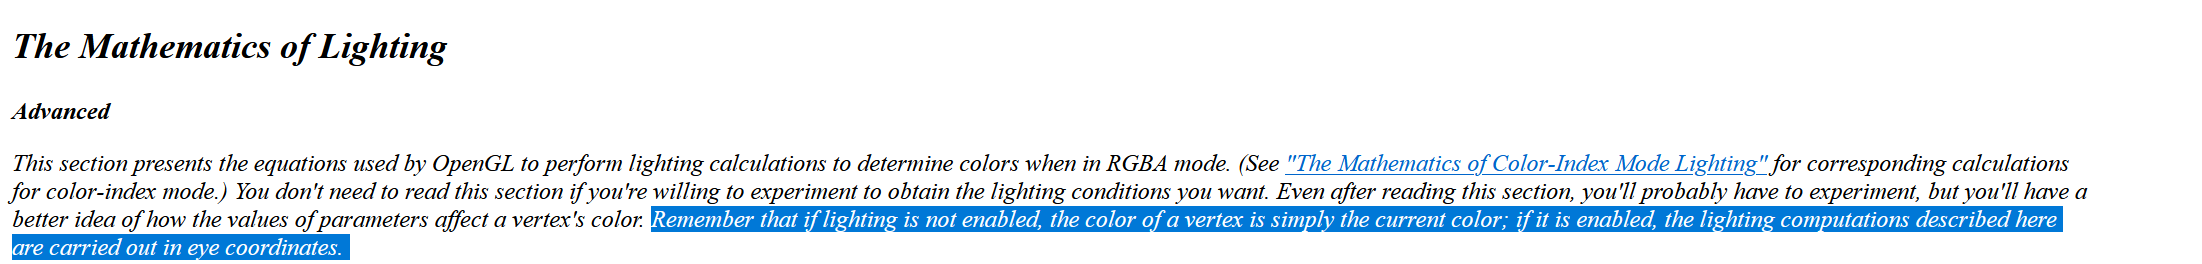 The Mathematics of Lighting
Advanced
This section presents the equations used by OpenGL to perform lighting calculations to determine colors when in RGBA mode. (See "The Mathematics of Color-Index Mode Lighting" for corresponding calculations
for color-index mode.) You don't need to read this section if you're willing to experiment to obtain the lighting conditions you want. Even after reading this section, you'll probably have to experiment, but you'll have a
better idea of how the values of parameters affect a vertex's color. Remember that if lighting is not enabled, the color of a vertex is simply the current color; if it is enabled, the lighting computations described here
are carried out in eye coordinates.